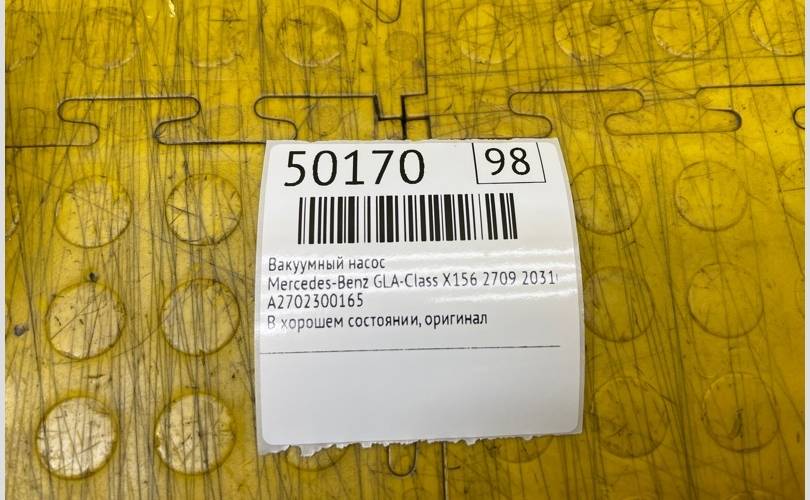 50170 98
Вакуумный насос
Mercedes-Benz GLA-Class X156 2709 2031
A2702300165
В хорошем состоянии, оригинал